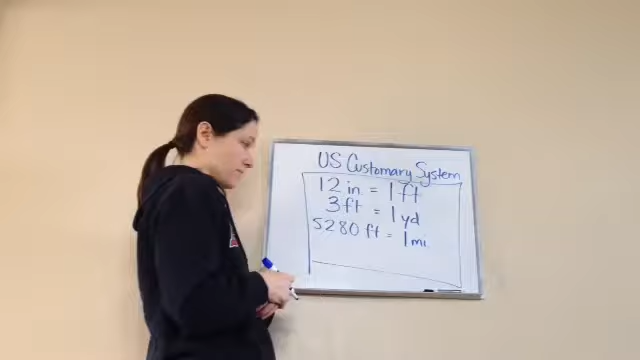 US Customary System
12 in = 1 ft
3 ft = 1 yd
5280 ft = 1 mi